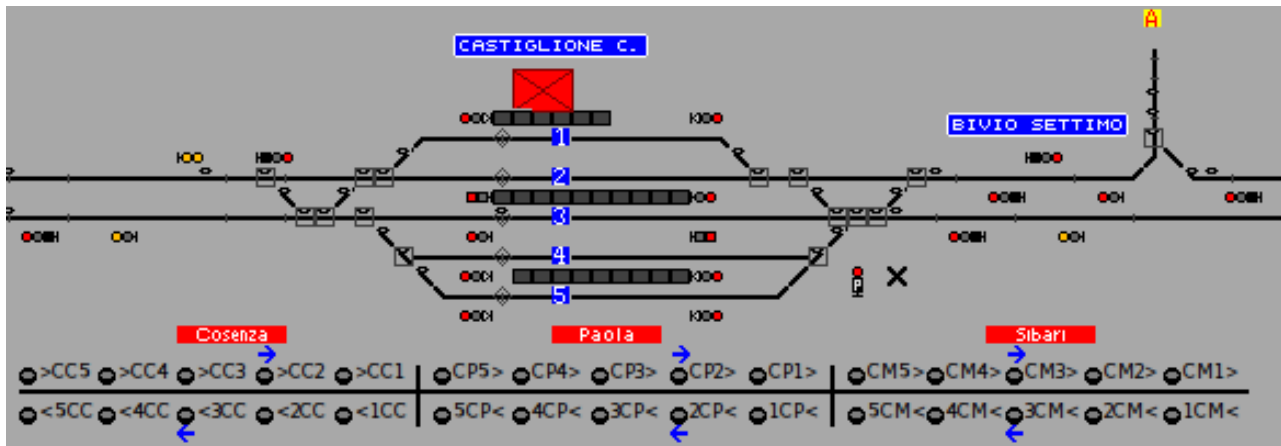 A
CASTIGLIONE C.
BIVIO SETTIMO
1
2
3
4
5
P
Cosenza Paola Sibari
>CC5 >CC4 >CC3 >CC2 >CC1 CP5> CP4> CP3> CP2> CP1> CM5> CM4> CM3> CM2> CM1>
<5CC <4CC <3CC <2CC <1CC 5CP< 4CP< 3CP< 2CP< 1CP< 5CM< 4CM< 3CM< 2CM< 1CM<